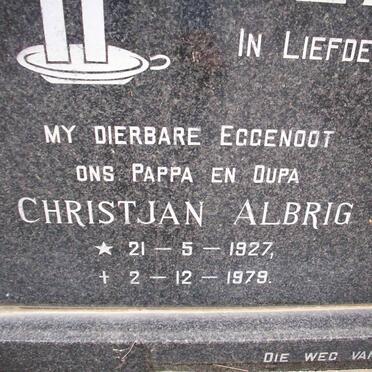 IN LIEFDE
MY DIERBARE EGGENOOT
ONS PAPPA EN OUPA
CHRISTJAN ALBRIG
★ 21 – 5 – 1927,
† 2 – 12 – 1979.
DIE WEG VAN